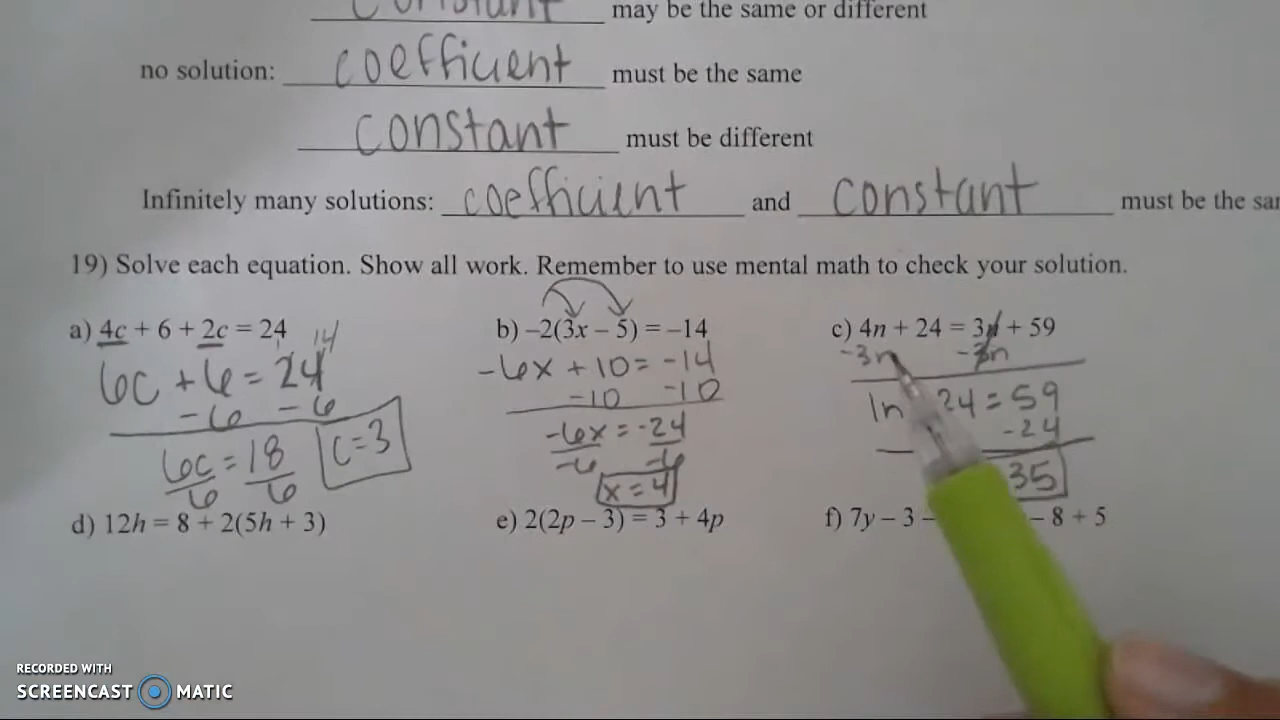 constant may be the same or different
no solution: coefficient must be the same
constant must be different
Infinitely many solutions: coefficient and constant must be the
19) Solve each equation. Show all work. Remember to use mental math to check your solution.
a) 4c + 6 + 2c = 24
14
6c + 6 = 24
-6 -6
6c = 18
6 6
c=3
b) –2(3x – 5) = –14
-6x + 10 = -14
-10 -10
-6x = -24
-6 -6
x = 4
c) 4n + 24 = 3n + 59
-3n -3n
1n 24 = 59
-24
35
d) 12h = 8 + 2(5h + 3)
e) 2(2p – 3) = 3 + 4p
f) 7y – 3 – – 8 + 5
RECORDED WITH
SCREENCAST MATIC